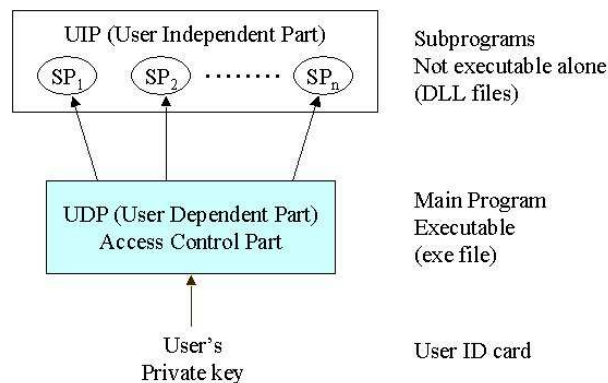 UIP (User Independent Part)
SP1 SP2 ........ SPn
Subprograms
Not executable alone
(DLL files)
UDP (User Dependent Part)
Access Control Part
Main Program
Executable
(exe file)
User's
Private key
User ID card